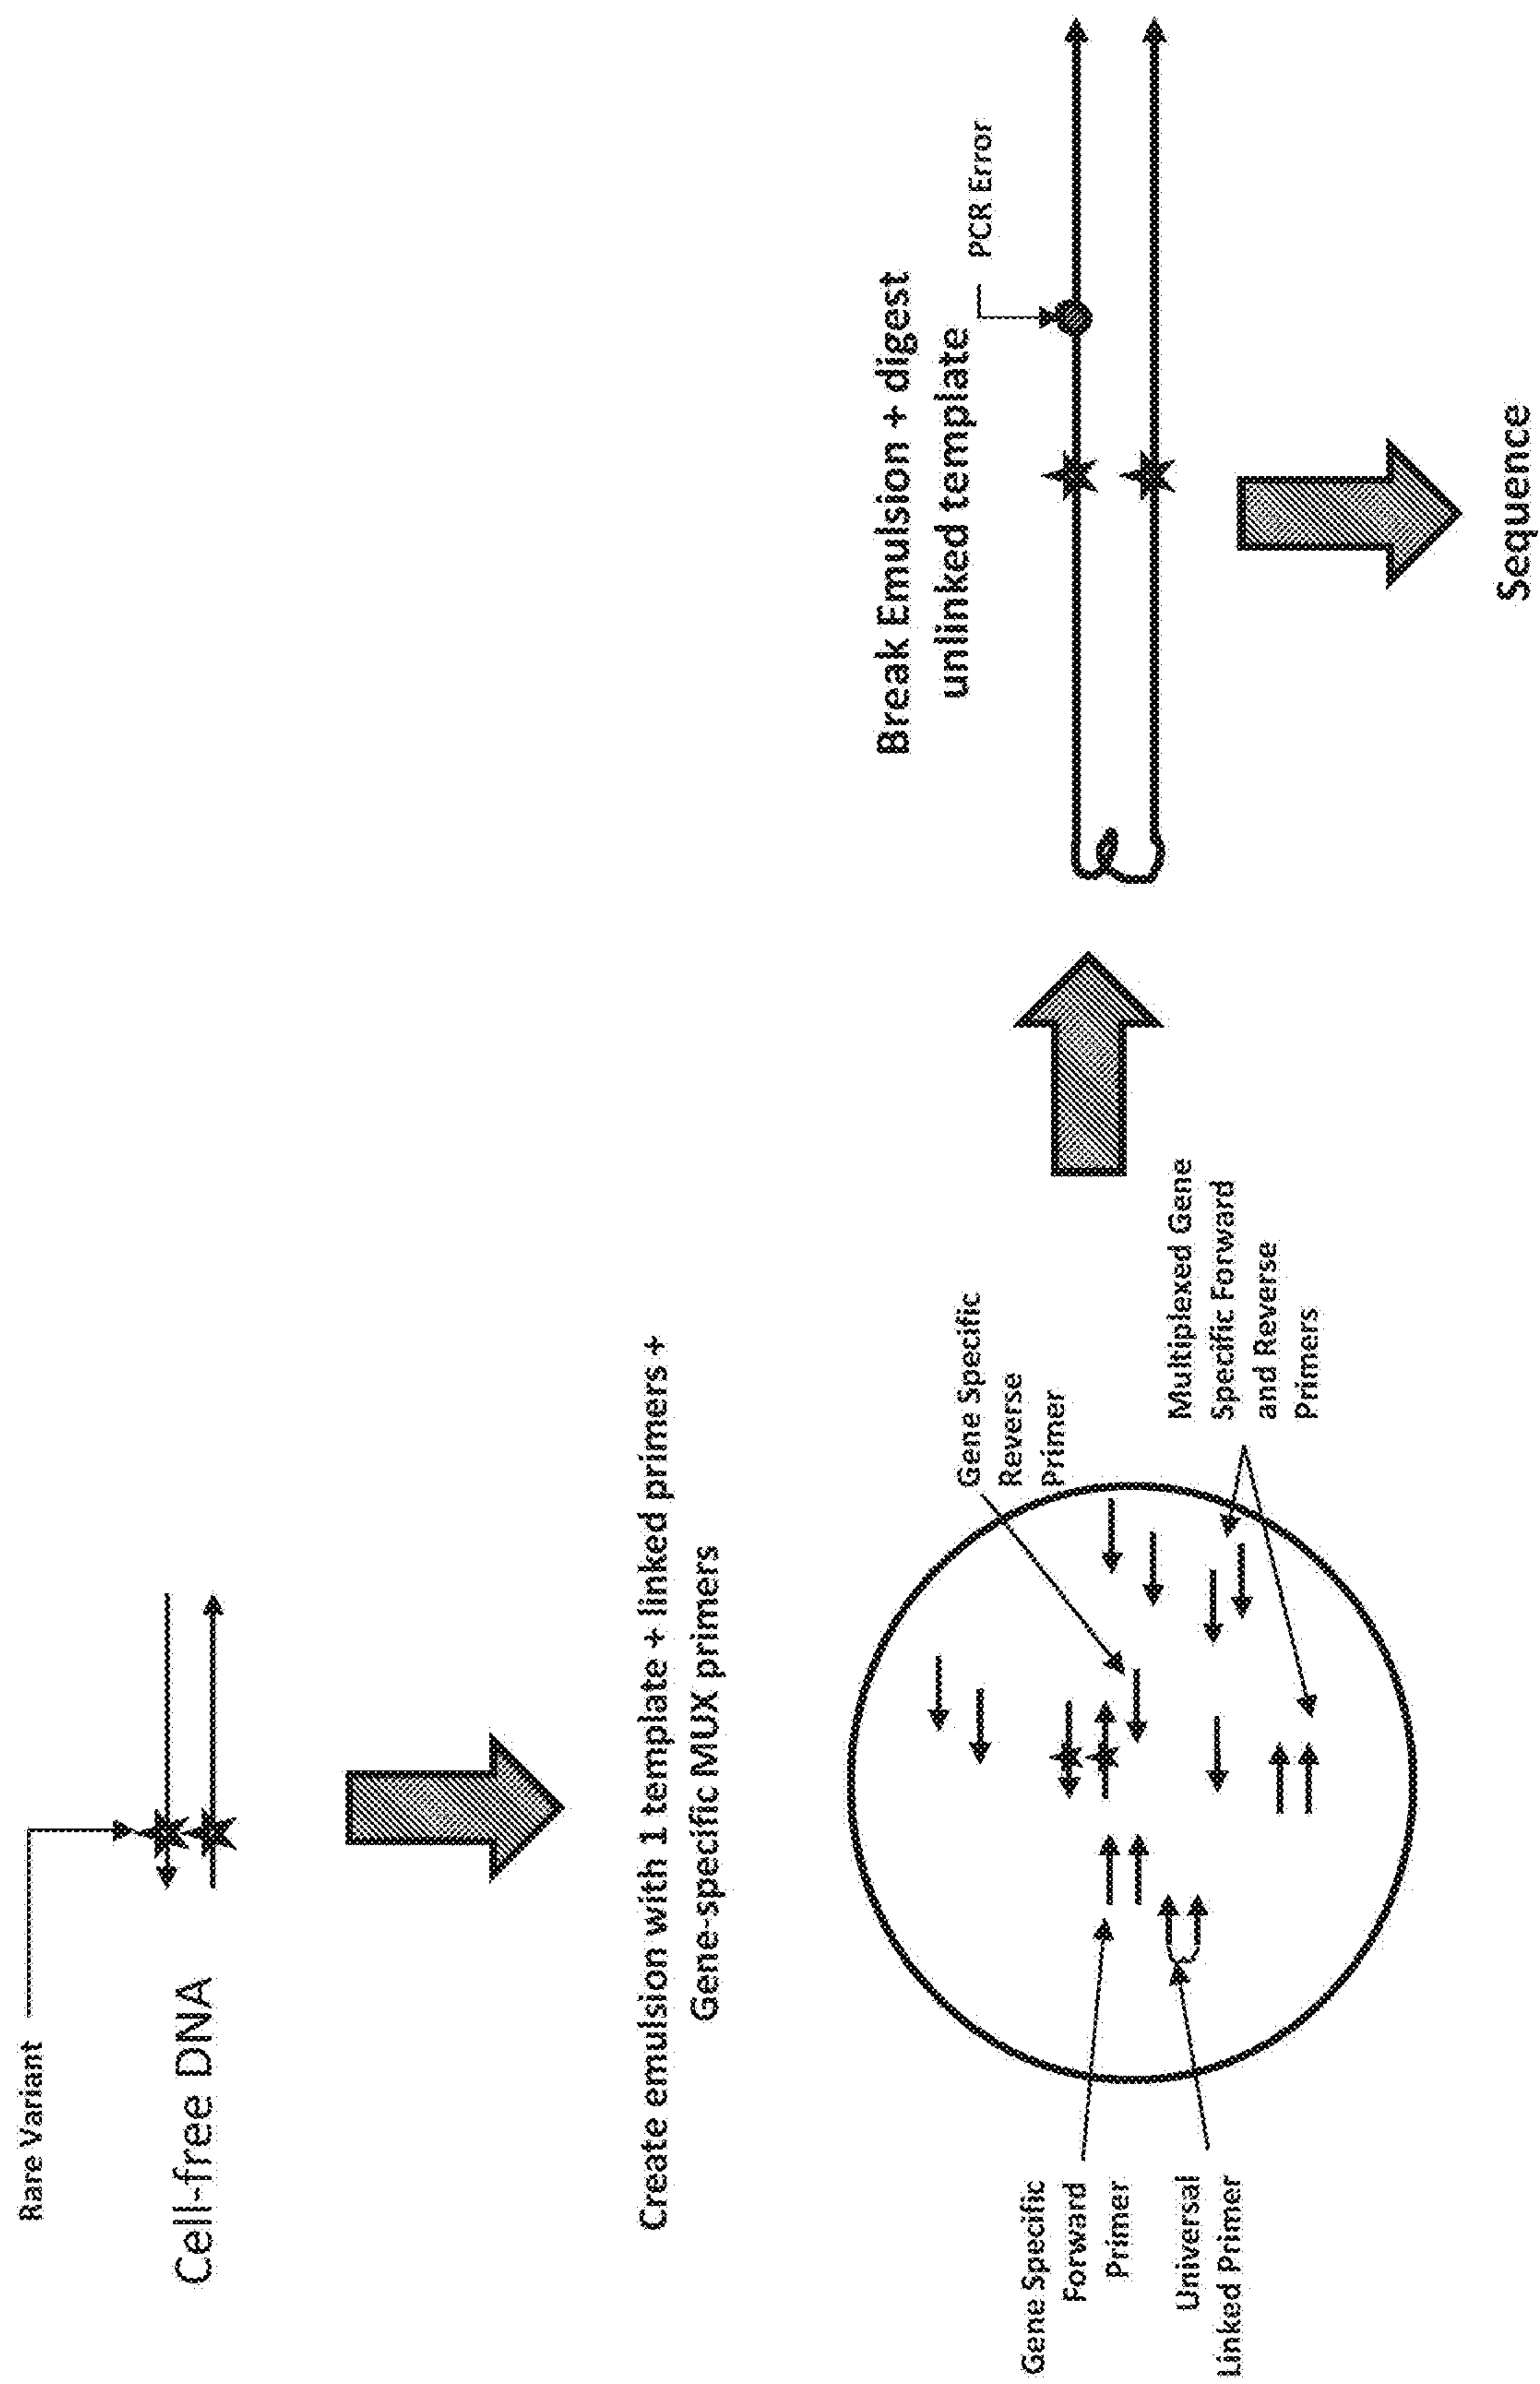 Rare Variant
Cell-free DNA
Create emulsion with 1 template + linked primers +
Gene-specific MUX primers
Gene Specific
Forward
Primer
Universal
Linked Primer
Gene Specific
Reverse
Primer
Multiplexed Gene
Specific Forward
and Reverse
Primers
Break Emulsion + digest
unlinked template
PCR Error
Sequence